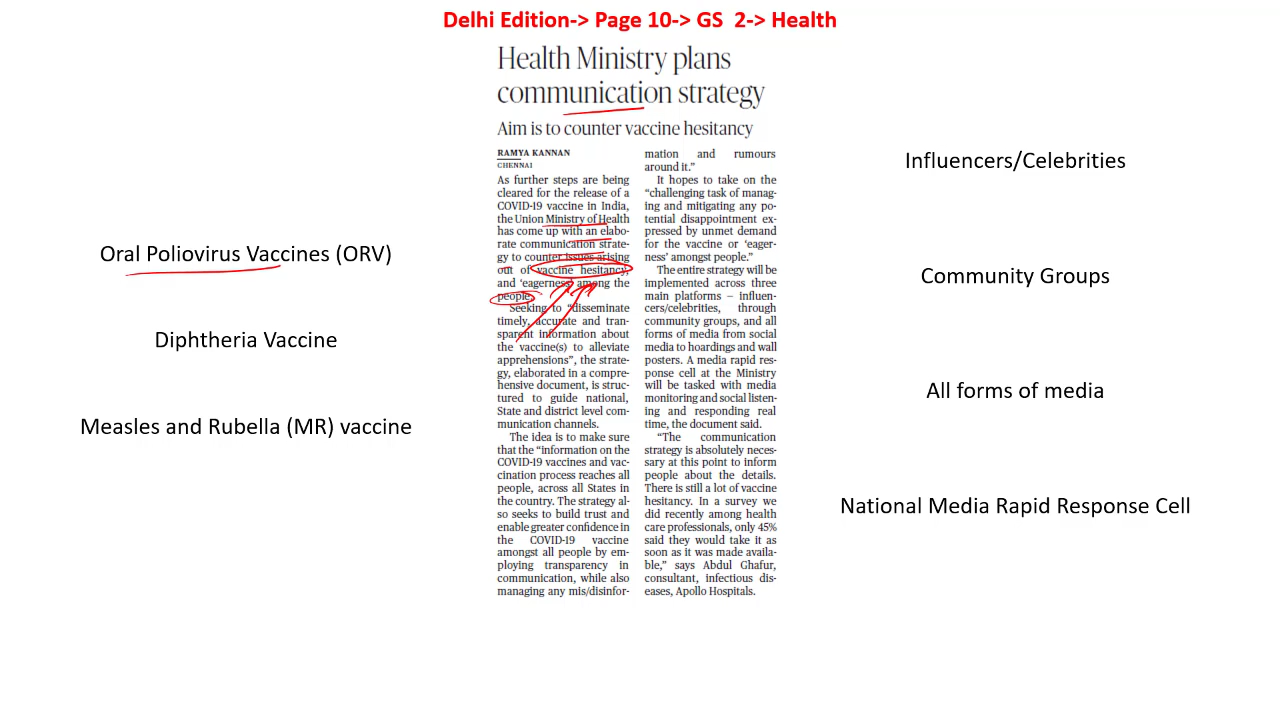 Delhi Edition-> Page 10-> GS  2-> Health
Health Ministry plans
communication strategy
Aim is to counter vaccine hesitancy
RAMYA KANNAN
CHENNAI
As further steps are being
cleared for the release of a
COVID-19 vaccine in India,
the Union Ministry of Health
has come up with an elabo-
rate communication strate-
gy to counter issues arising
out of vaccine hesitancy,
and ‘eagerness’ among the
people.
Seeking to “disseminate
timely, accurate and tran-
sparent information about
the vaccine(s) to alleviate
apprehensions”, the strate-
gy, elaborated in a compre-
hensive document, is struc-
tured to guide national,
State and district level com-
munication channels.
The idea is to make sure
that the “information on the
COVID-19 vaccines and vac-
cination process reaches all
people, across all States in
the country. The strategy al-
so seeks to build trust and
enable greater confidence in
the COVID-19 vaccine
amongst all people by em-
ploying transparency in
communication, while also
managing any mis/disinfor-
mation and rumours
around it.”
It hopes to take on the
“challenging task of manag-
ing and mitigating any po-
tential disappointment ex-
pressed by unmet demand
for the vaccine or ‘eager-
ness’ amongst people.”
The entire strategy will be
implemented across three
main platforms – influen-
cers/celebrities, through
community groups, and all
forms of media from social
media to hoardings and wall
posters. A media rapid res-
ponse cell at the Ministry
will be tasked with media
monitoring and social listen-
ing and responding real
time, the document said.
“The communication
strategy is absolutely neces-
sary at this point to inform
people about the details.
There is still a lot of vaccine
hesitancy. In a survey we
did recently among health
care professionals, only 45%
said they would take it as
soon as it was made availa-
ble,” says Abdul Ghafur,
consultant, infectious dis-
eases, Apollo Hospitals.
Oral Poliovirus Vaccines (ORV)
Diphtheria Vaccine
Measles and Rubella (MR) vaccine
Influencers/Celebrities
Community Groups
All forms of media
National Media Rapid Response Cell